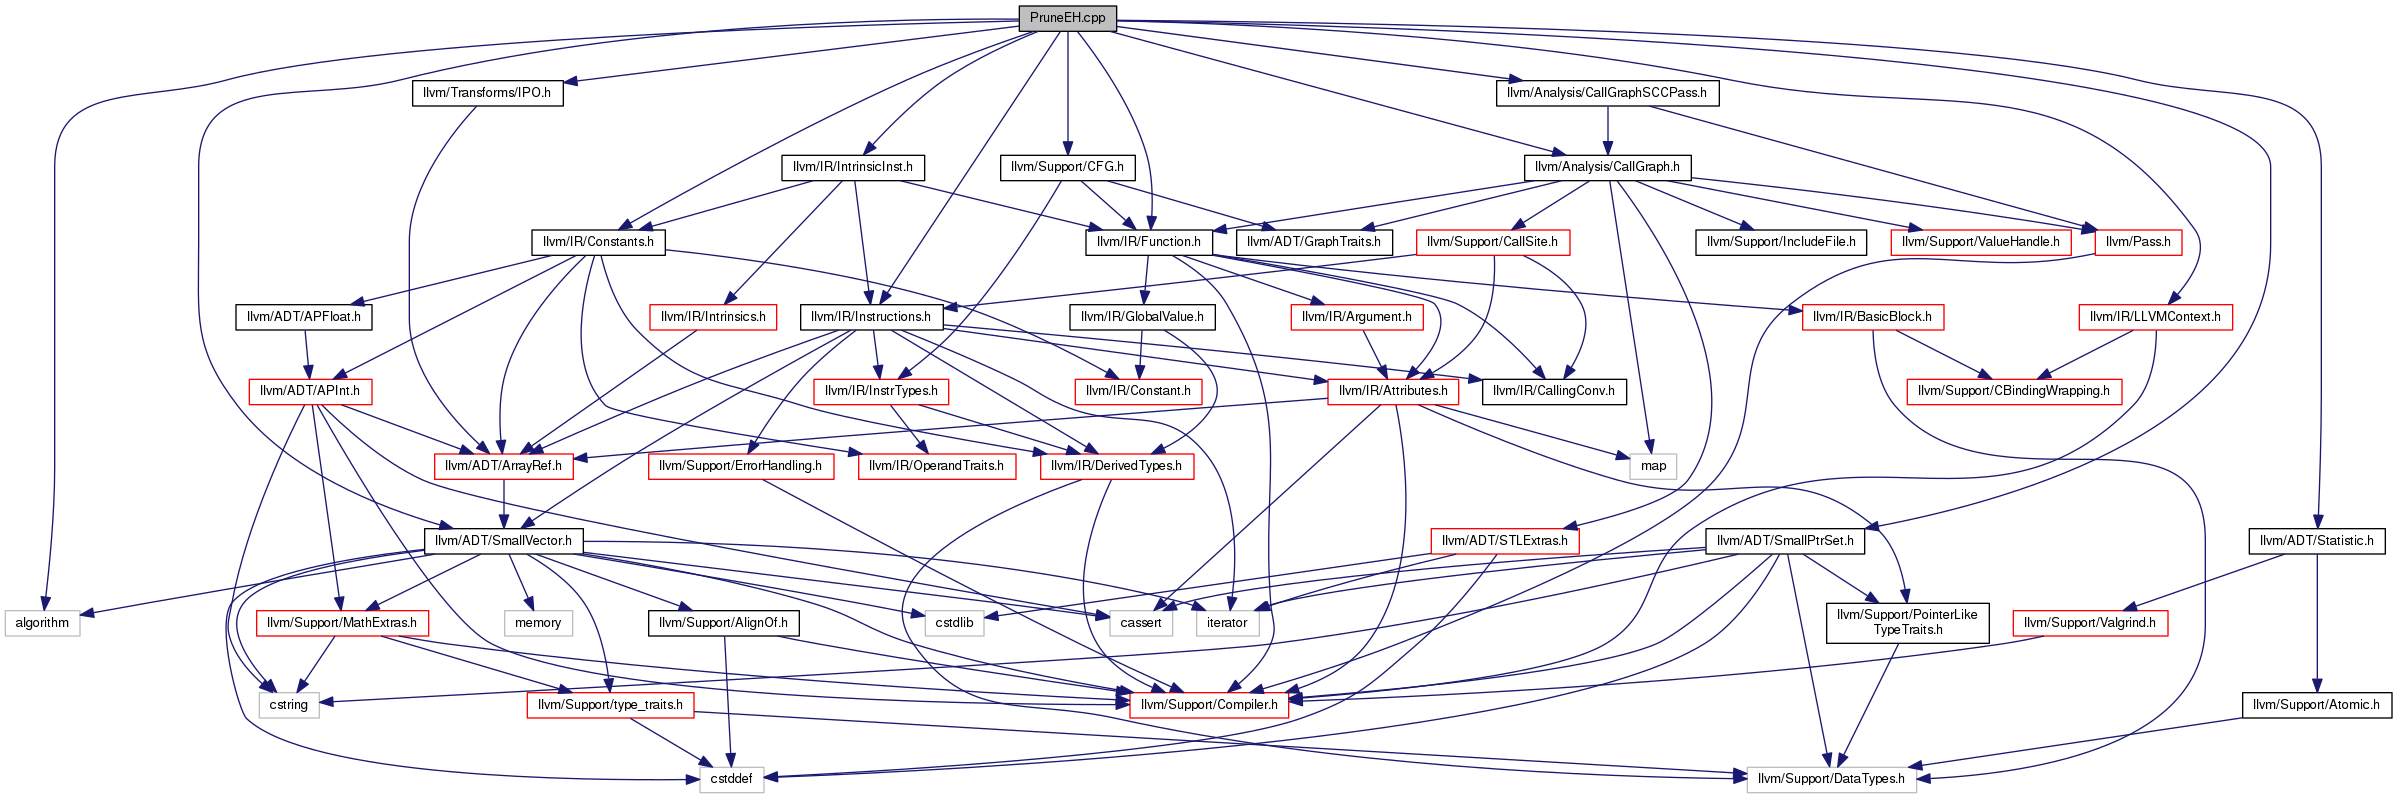 PruneEH.cpp
llvm/Transforms/IPO.h
llvm/Analysis/CallGraphSCCPass.h
llvm/IR/IntrinsicInst.h
llvm/Support/CFG.h
llvm/Analysis/CallGraph.h
llvm/IR/Constants.h
llvm/IR/Function.h
llvm/ADT/GraphTraits.h
llvm/Support/CallSite.h
llvm/Support/IncludeFile.h
llvm/Support/ValueHandle.h
llvm/Pass.h
llvm/ADT/APFloat.h
llvm/IR/Intrinsics.h
llvm/IR/Instructions.h
llvm/IR/GlobalValue.h
llvm/IR/Argument.h
llvm/IR/BasicBlock.h
llvm/IR/LLVMContext.h
llvm/ADT/APInt.h
llvm/IR/InstrTypes.h
llvm/IR/Constant.h
llvm/IR/Attributes.h
llvm/IR/CallingConv.h
llvm/Support/CBindingWrapping.h
llvm/ADT/ArrayRef.h
llvm/Support/ErrorHandling.h
llvm/IR/OperandTraits.h
llvm/IR/DerivedTypes.h
map
llvm/ADT/SmallVector.h
llvm/ADT/STLExtras.h
llvm/ADT/SmallPtrSet.h
llvm/ADT/Statistic.h
algorithm
llvm/Support/MathExtras.h
memory
llvm/Support/AlignOf.h
cstdlib
cassert
iterator
llvm/Support/PointerLike
TypeTraits.h
llvm/Support/Valgrind.h
cstring
llvm/Support/type_traits.h
llvm/Support/Compiler.h
llvm/Support/Atomic.h
cstddef
llvm/Support/DataTypes.h